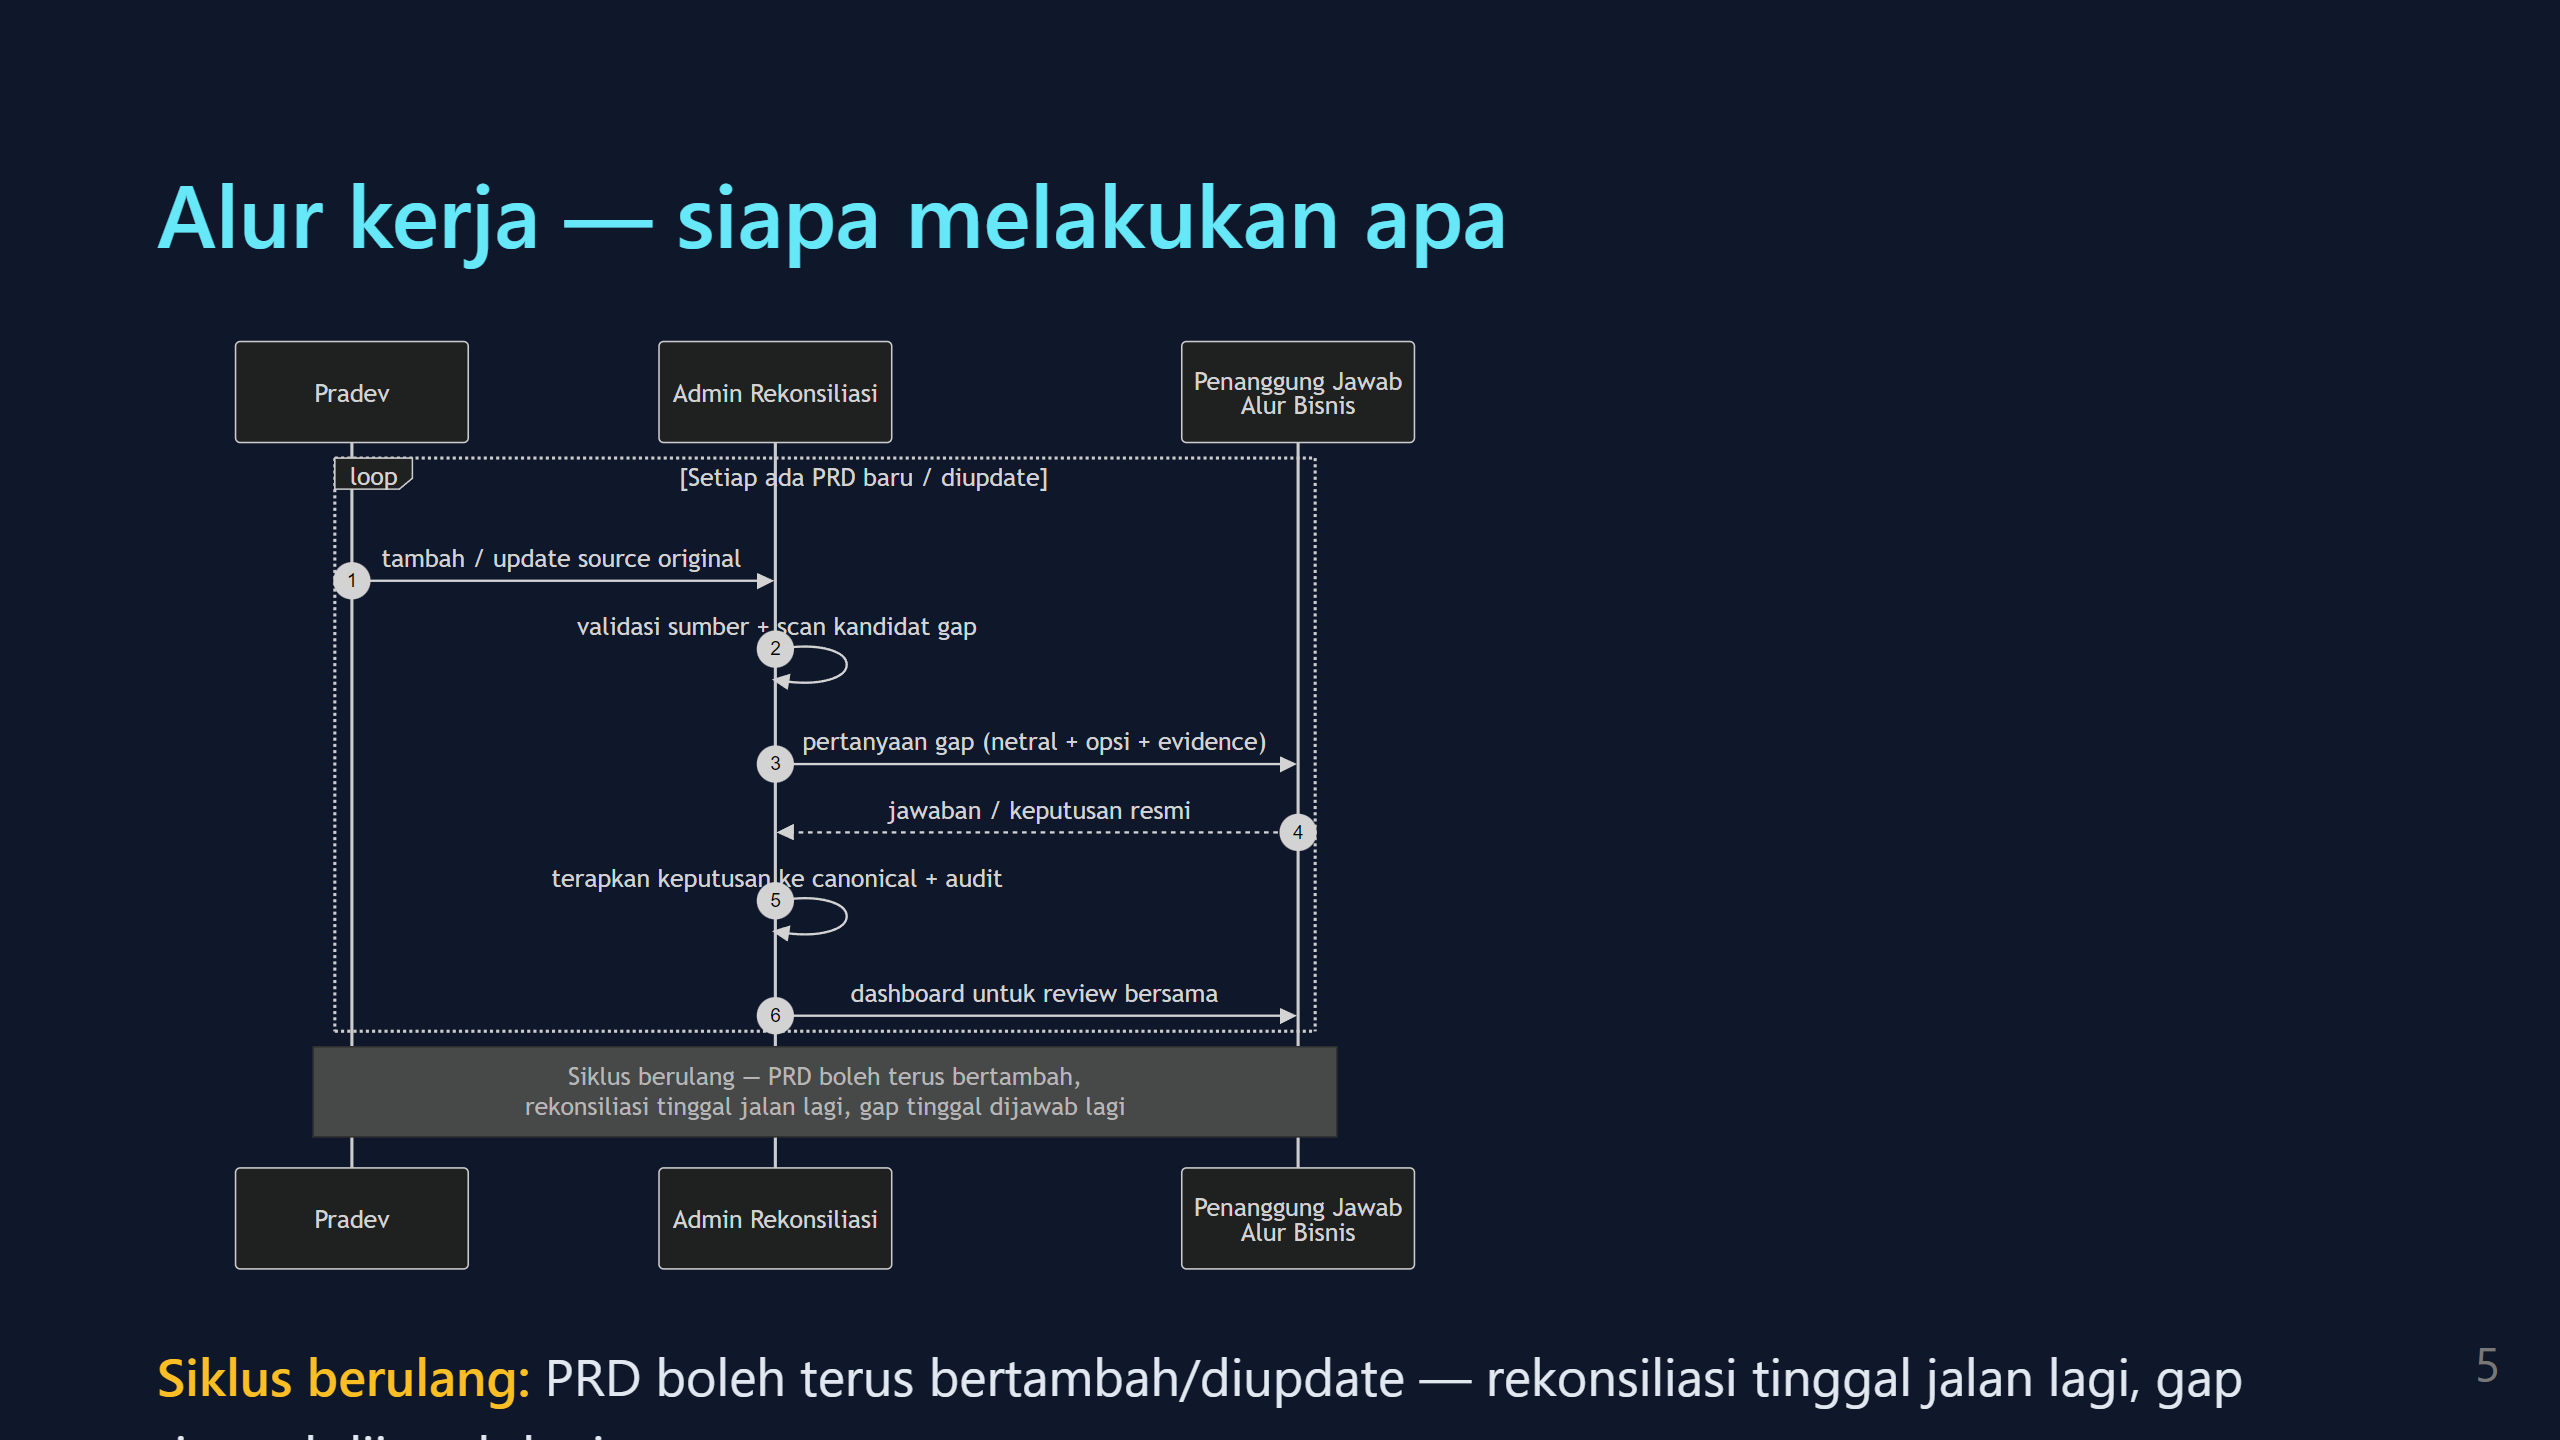 Alur kerja — siapa melakukan apa
Pradev
Admin Rekonsiliasi
Penanggung Jawab
Alur Bisnis
loop
[Setiap ada PRD baru / diupdate]
tambah / update source original
1
validasi sumber + scan kandidat gap
2
pertanyaan gap (netral + opsi + evidence)
3
jawaban / keputusan resmi
4
terapkan keputusan ke canonical + audit
5
dashboard untuk review bersama
6
Siklus berulang — PRD boleh terus bertambah,
rekonsiliasi tinggal jalan lagi, gap tinggal dijawab lagi
Pradev
Admin Rekonsiliasi
Penanggung Jawab
Alur Bisnis
Siklus berulang: PRD boleh terus bertambah/diupdate — rekonsiliasi tinggal jalan lagi, gap
5